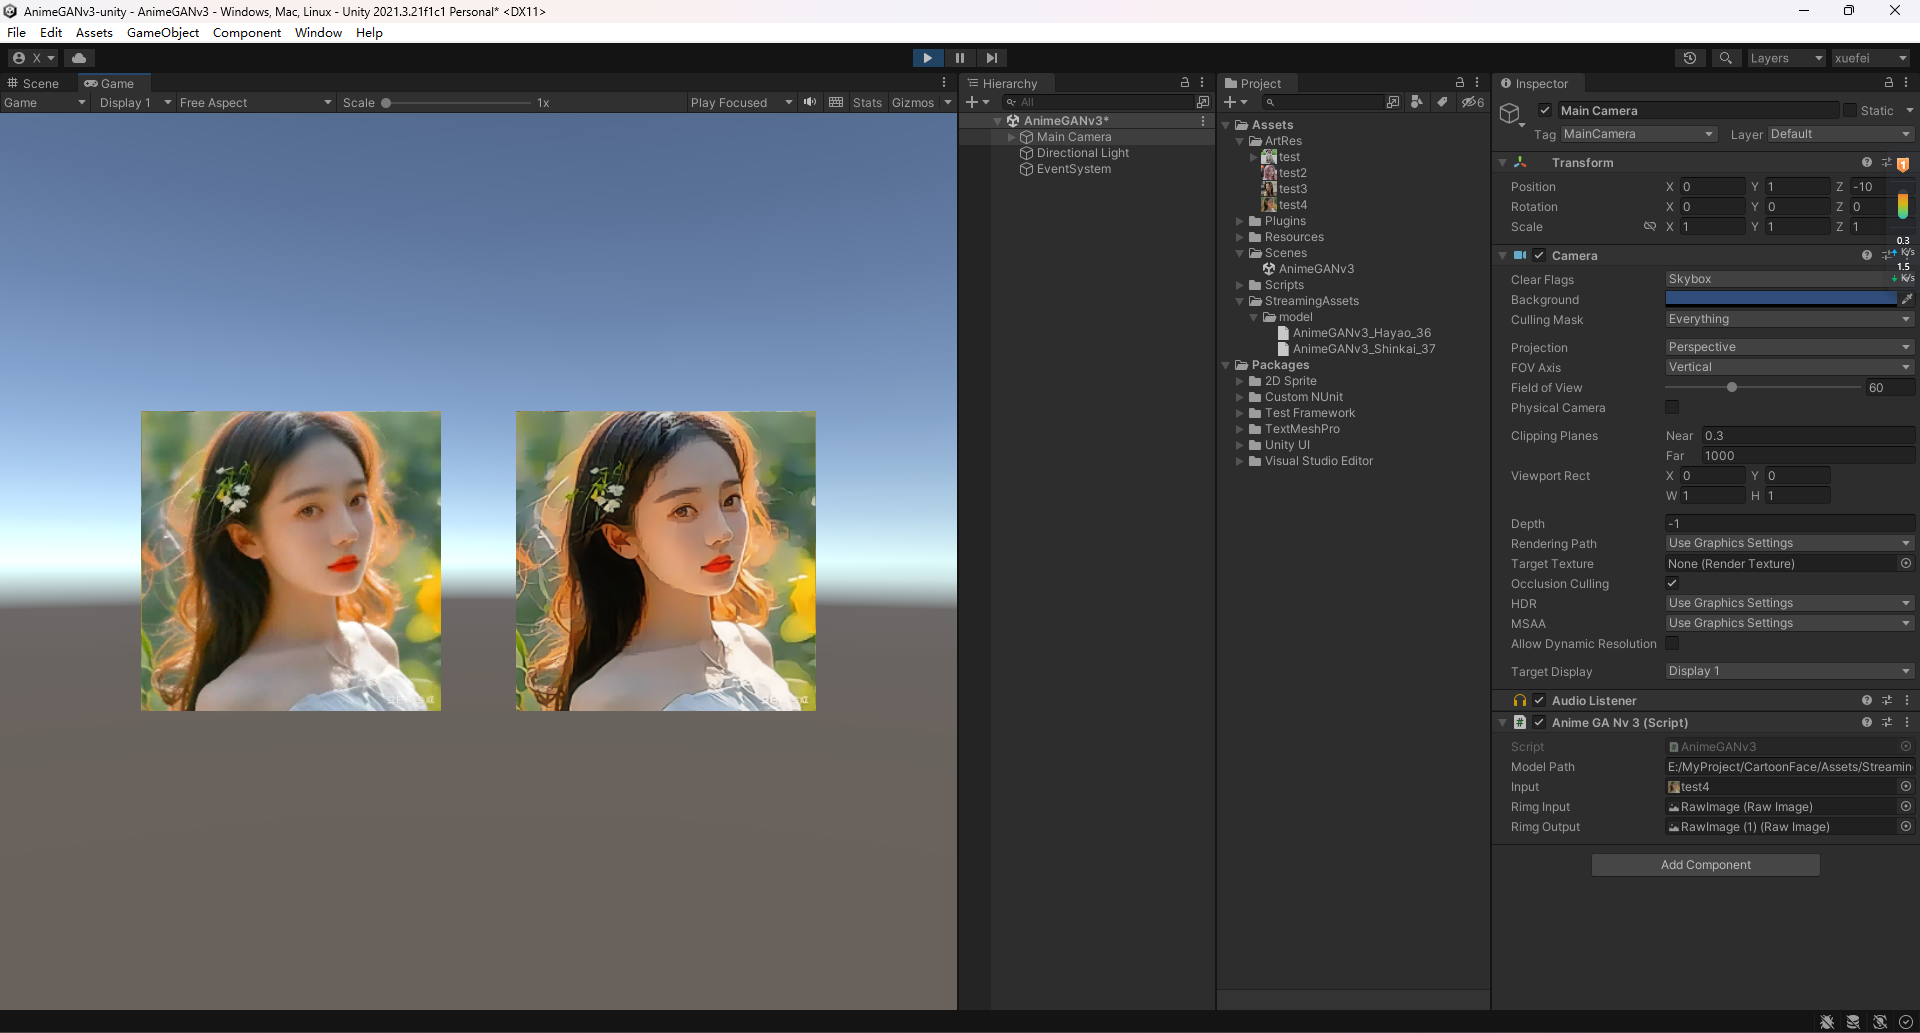 AnimeGANv3-unity - AnimeGANv3 - Windows, Mac, Linux - Unity 2021.3.21f1c1 Personal* <DX11>
File Edit Assets GameObject Component Window Help
X Layers xuefei
Scene Game
Game Display 1 Free Aspect Scale 1x Play Focused Stats Gizmos
Hierarchy
All
AnimeGANv3*
Main Camera
Directional Light
EventSystem
Project
6
Assets
ArtRes
test
test2
test3
test4
Plugins
Resources
Scenes
AnimeGANv3
Scripts
StreamingAssets
model
AnimeGANv3_Hayao_36
AnimeGANv3_Shinkai_37
Packages
2D Sprite
Custom NUnit
Test Framework
TextMeshPro
Unity UI
Visual Studio Editor
Inspector
Main Camera Static
Tag MainCamera Layer Default
Transform
1
Position X 0 Y 1 Z -10
Rotation X 0 Y 0 Z 0
Scale X 1 Y 1 Z 1
0.3
K/s
1.5
K/s
Camera
Clear Flags Skybox
Background
Culling Mask Everything
Projection Perspective
FOV Axis Vertical
Field of View 60
Physical Camera
Clipping Planes Near 0.3
Far 1000
Viewport Rect X 0 Y 0
W 1 H 1
Depth -1
Rendering Path Use Graphics Settings
Target Texture None (Render Texture)
Occlusion Culling
HDR Use Graphics Settings
MSAA Use Graphics Settings
Allow Dynamic Resolution
Target Display Display 1
Audio Listener
# Anime GA Nv 3 (Script)
Script AnimeGANv3
Model Path E:/MyProject/CartoonFace/Assets/Streamin
Input test4
Rimg Input RawImage (Raw Image)
Rimg Output RawImage (1) (Raw Image)
Add Component